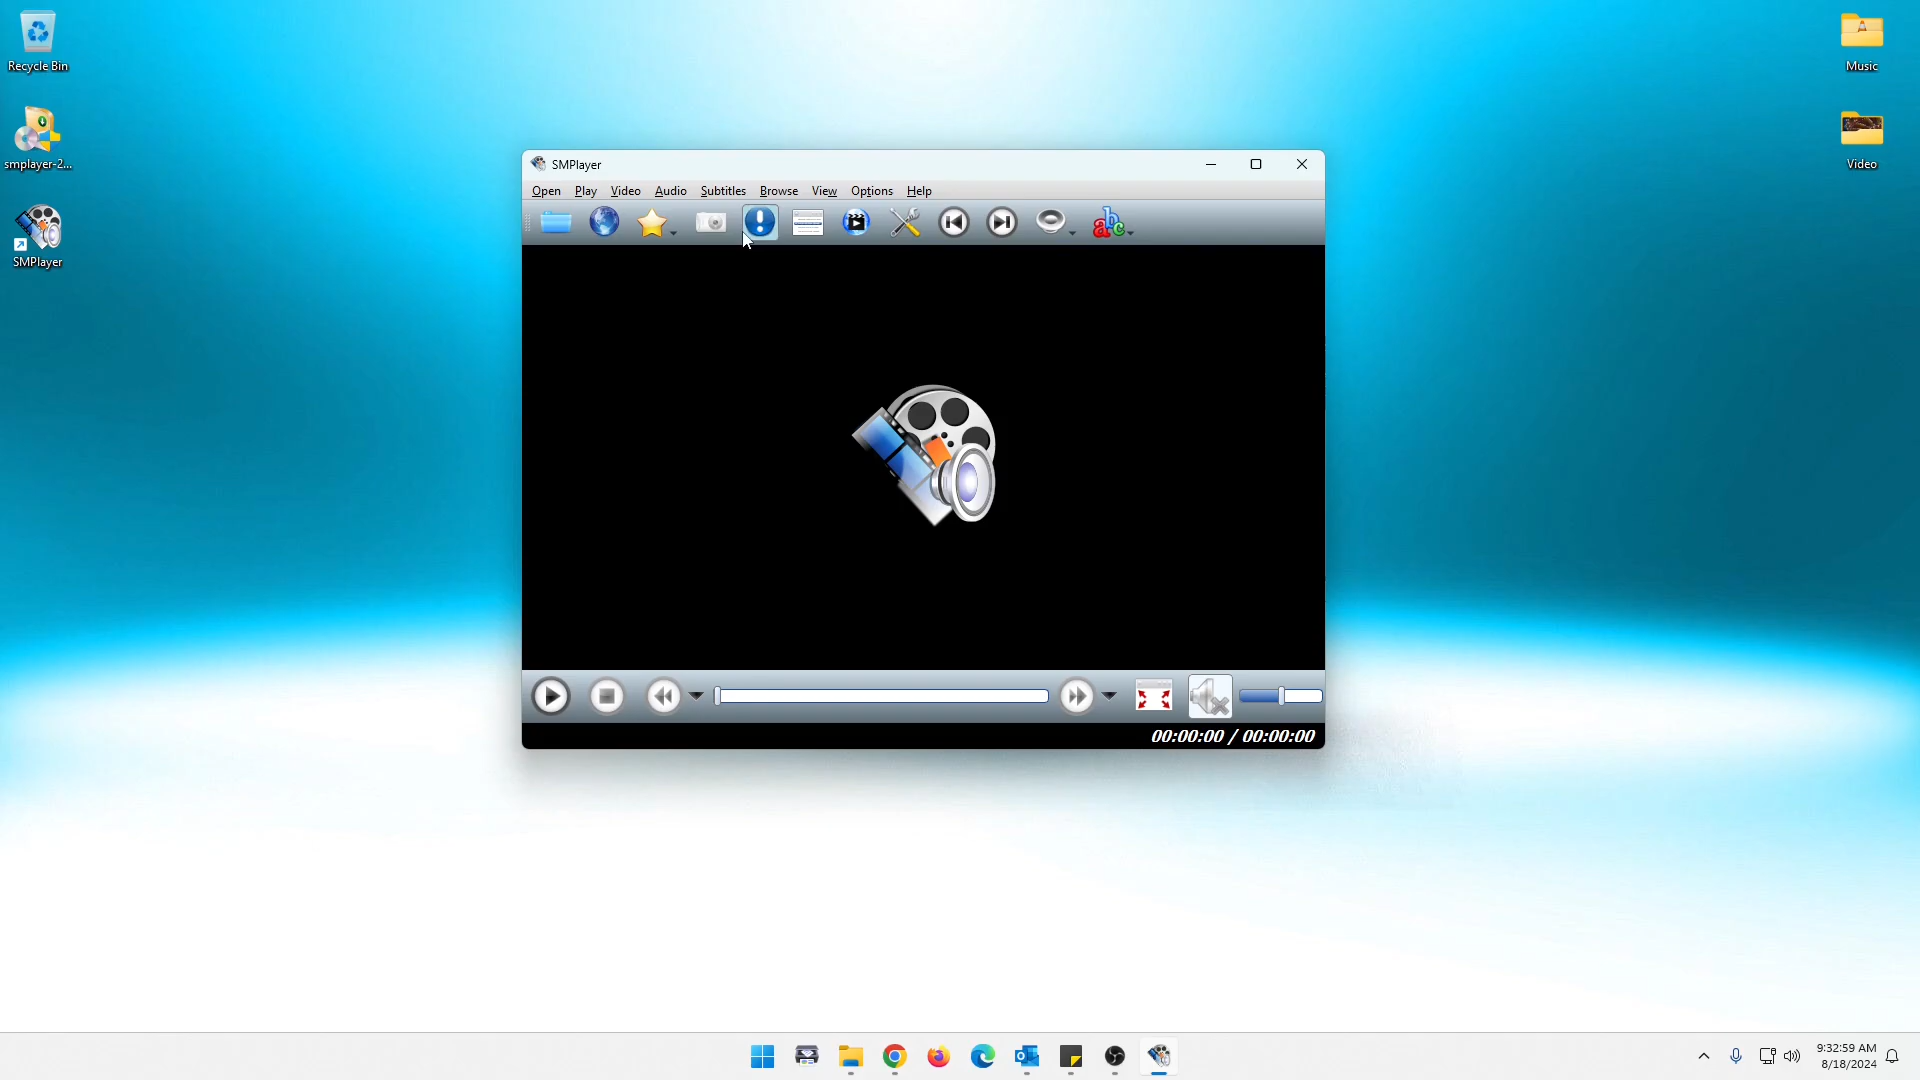 Recycle Bin
smplayer-2...
SMPlayer
Music
Video
SMPlayer
Open Play Video Audio Subtitles Browse View Options Help
abc
00:00:00 / 00:00:00
9:32:59 AM
8/18/2024